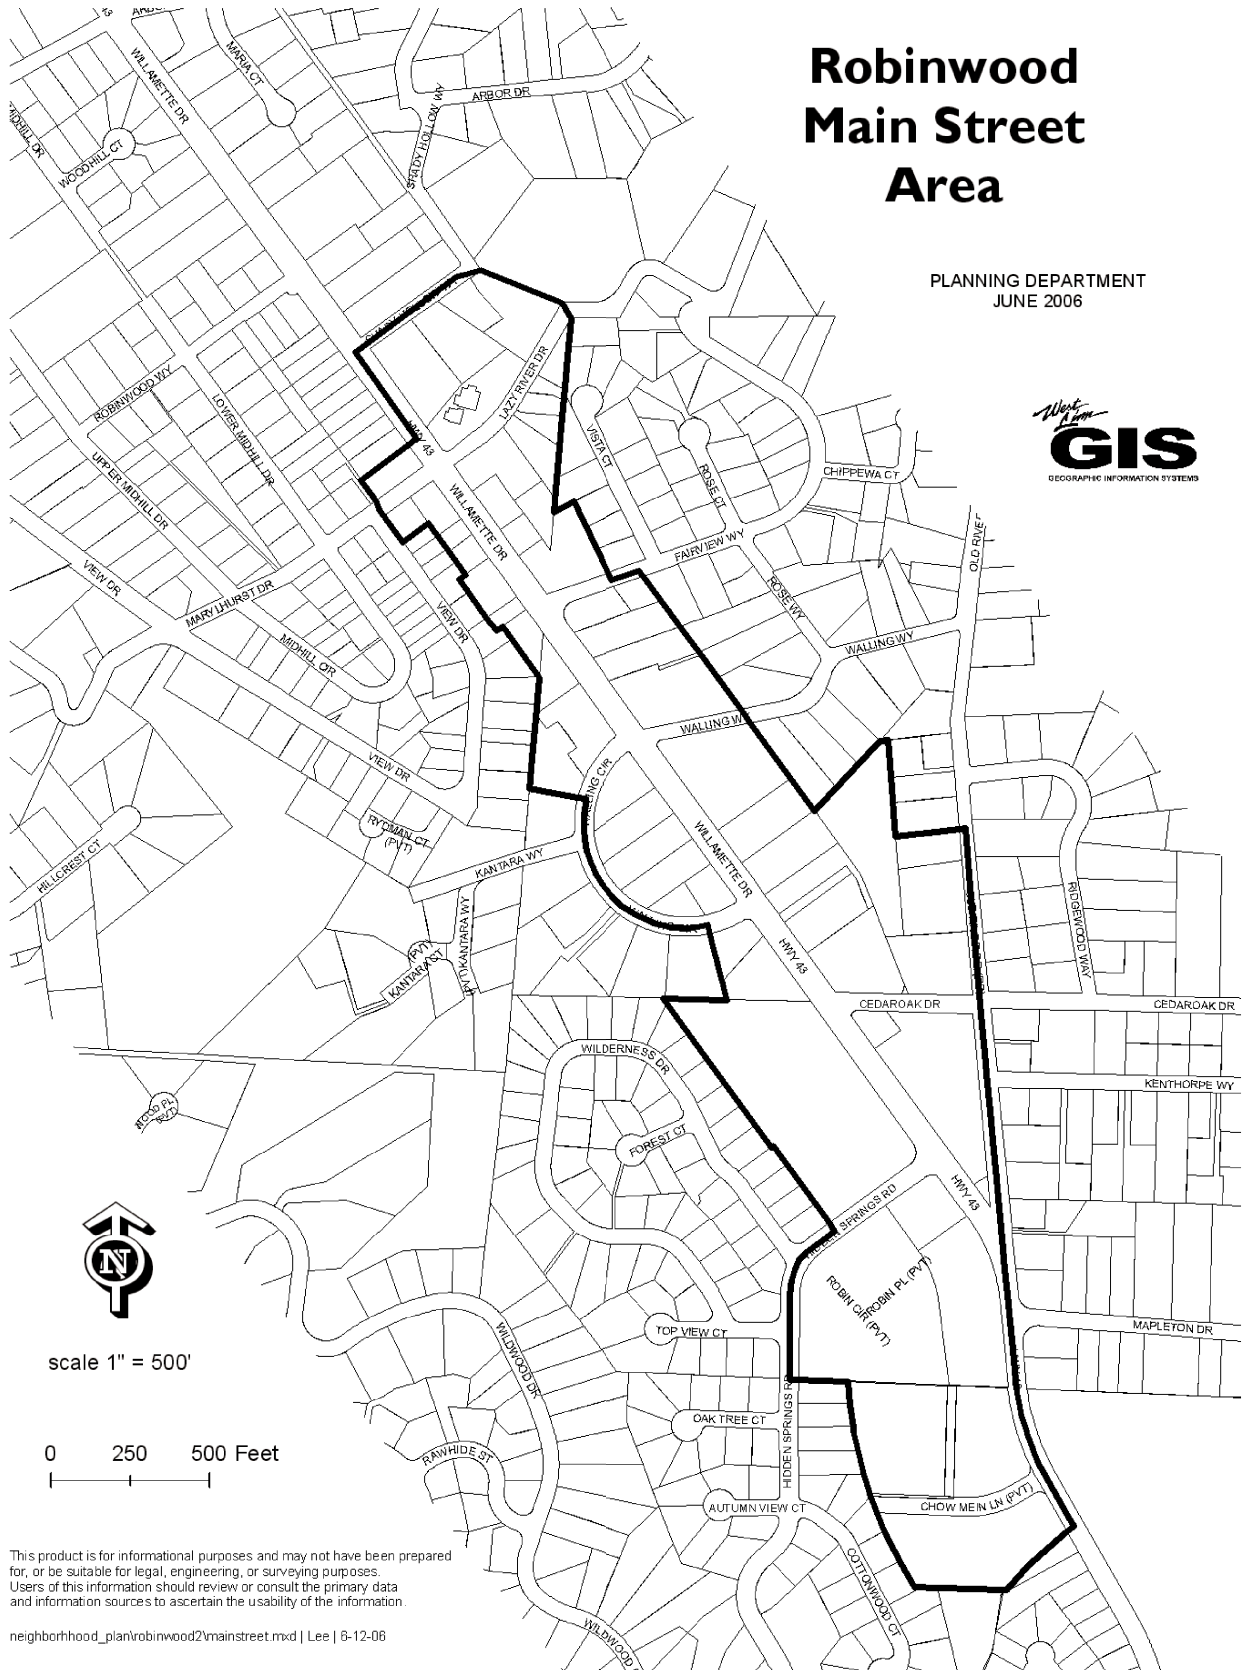 Robinwood
Main Street
Area
PLANNING DEPARTMENT
JUNE 2006
West
Linn
GIS
GEOGRAPHIC INFORMATION SYSTEMS
WILLAMETTE DR
MARIA CT
ARBOR DR
SHADY HOLLOW WY
MIDHILL DR
WOODHILL CT
ROBINWOOD WY
LOWER MIDHILL DR
UPPER MIDHILL DR
HWY 43
LAZY RIVER DR
VISTA CT
ROSE CT
CHIPPEWA CT
WILLAMETTE DR
FAIRVIEW WY
ROSE WY
OLD RIVER
VIEW DR
MARYLHURST DR
MIDHILL CIR
VIEW DR
WALLING WY
WALLING W
VIEW DR
WALLING CIR
RYDMAN CT
(PVT)
HILLCREST CT
KANTARA WY
WILLAMETTE DR
RIDGEWOOD WAY
KANTARA WY
(PVT)
KANTARA CT
(PVT)
HWY 43
CEDAROAK DR
CEDAROAK DR
WILDERNESS DR
KENTHORPE WY
WOOD PL
(PVT)
FOREST CT
HWY 43
HIDDEN SPRINGS RD
ROBIN CIR (PVT)
ROBIN PL (PVT)
N
TOP VIEW CT
MAPLETON DR
WILDWOOD DR
scale 1" = 500'
OAK TREE CT
HIDDEN SPRINGS RD
RAWHIDE ST
0 250 500 Feet
AUTUMN VIEW CT
CHOW MEIN LN (PVT)
COTTONWOOD CT
WILDWOOD
This product is for informational purposes and may not have been prepared
for, or be suitable for legal, engineering, or surveying purposes.
Users of this information should review or consult the primary data
and information sources to ascertain the usability of the information.
neighborhhood_plan\robinwood2\mainstreet.mxd | Lee | 6-12-06